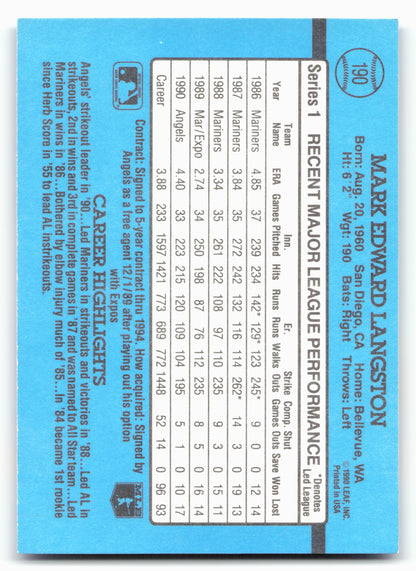 190
MARK EDWARD LANGSTON
Born: Aug. 20, 1960 San Diego, CA Home: Bellevue, WA
Ht: 6' 2" Wgt: 190 Bats: Right Throws: Left
©1990 LEAF, INC.
Printed in USA
Series 1 RECENT MAJOR LEAGUE PERFORMANCE *Denotes Led League
Team Inn. Er. Strike Comp. Shut
Year Name ERA Games Pitched Hits Runs Runs Walks Outs Games Outs Save Won Lost
1986 Mariners 4.85 37 239 234 142* 129* 123 245* 9 0 0 12 14
1987 Mariners 3.84 35 272 242 132 116 114 262* 14 3 0 19 13
1988 Mariners 3.34 35 261 222 108 97 110 235 9 3 0 15 11
1989 Mar/Expo 2.74 34 250 198 87 76 112 235 8 5 0 16 14
1990 Angels 4.40 33 223 215 120 109 104 195 5 1 0 10 17
Career 3.88 233 1597 1421 773 689 772 1448 52 14 0 96 93
Contract: Signed to 5-year contract thru 1994. How acquired: Signed by
Angels as a free agent 12/1/89 after playing out his option
with Expos
MLB
CAREER HIGHLIGHTS
Angels' strikeout leader in '90...Led Mariners in strikeouts and victories in '88...Led AL in
strikeouts, 2nd in wins and 3rd in complete games in '87 and was named to All Star team...Led
Mariners in wins in '86...Bothered by elbow injury much of '85...In '84 became 1st rookie
since Herb Score in '55 to lead AL in strikeouts.